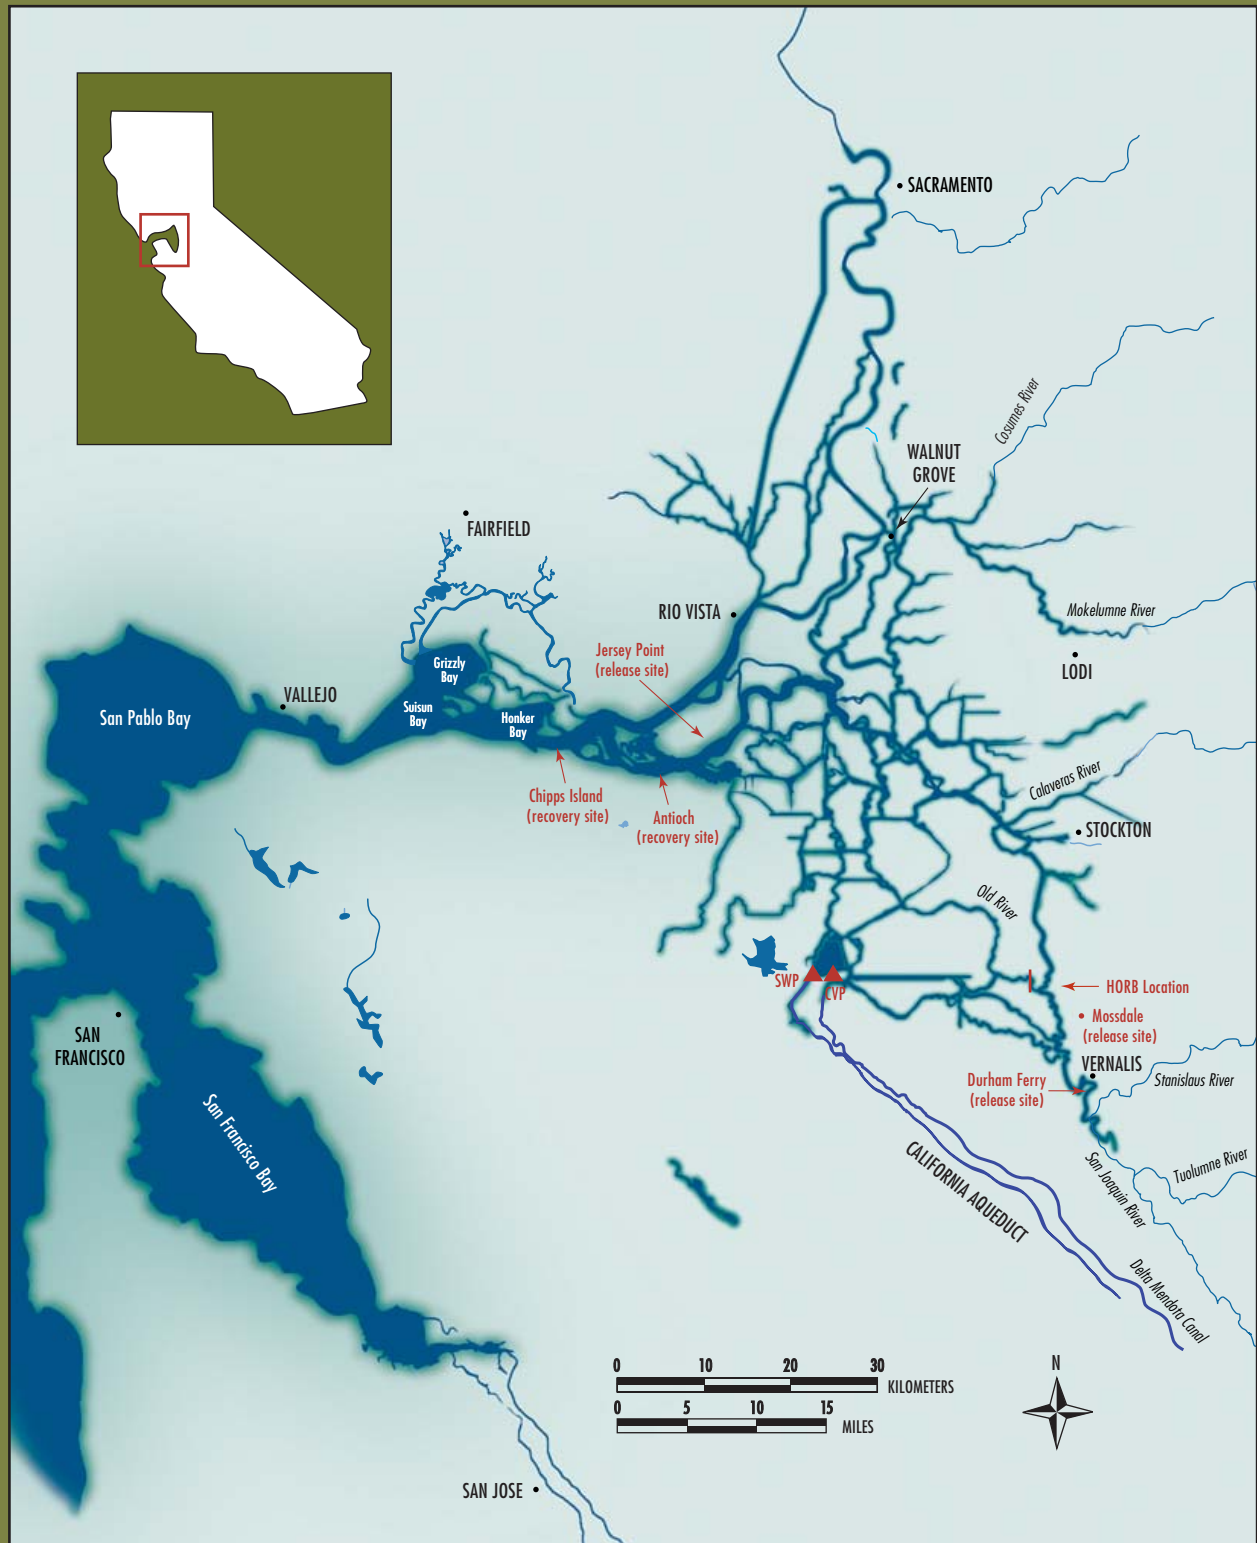 SACRAMENTO
Cosumes River
WALNUT
GROVE
FAIRFIELD
RIO VISTA
Mokelumne River
LODI
Jersey Point
(release site)
Grizzly
Bay
VALLEJO
San Pablo Bay
Suisun
Bay
Honker
Bay
Chipps Island
(recovery site)
Antioch
(recovery site)
Calaveras River
STOCKTON
Old River
SWP
CVP
HORB Location
Mossdale
(release site)
SAN
FRANCISCO
VERNALIS
Stanislaus River
Durham Ferry
(release site)
San Francisco Bay
CALIFORNIA AQUEDUCT
San Joaquin River
Tuolumne River
Delta Mendota Canal
0 10 20 30
KILOMETERS
0 5 10 15
MILES
N
SAN JOSE